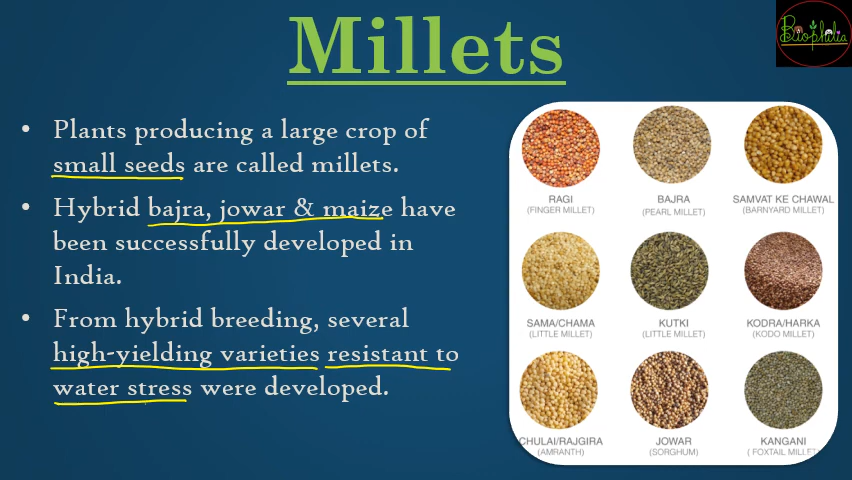 Millets
Biophilia
• Plants producing a large crop of
small seeds are called millets.
• Hybrid bajra, jowar & maize have
been successfully developed in
India.
• From hybrid breeding, several
high-yielding varieties resistant to
water stress were developed.
RAGI
(FINGER MILLET)
BAJRA
(PEARL MILLET)
SAMVAT KE CHAWAL
(BARNYARD MILLET)
SAMA/CHAMA
(LITTLE MILLET)
KUTKI
(LITTLE MILLET)
KODRA/HARKA
(KODO MILLET)
CHULAI/RAJGIRA
(AMRANTH)
JOWAR
(SORGHUM)
KANGANI
( FOXTAIL MILLET)